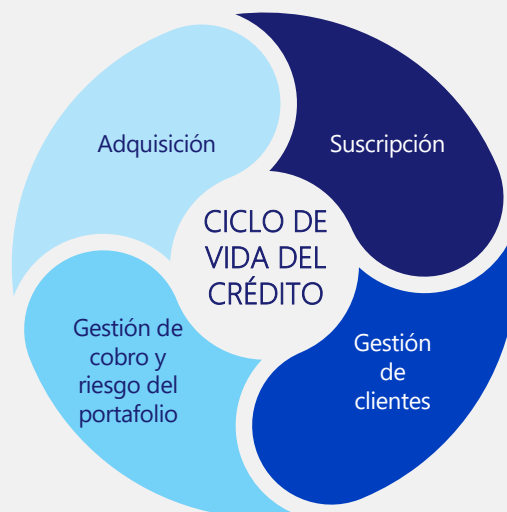 Adquisición
Suscripción
CICLO DE
VIDA DEL
CRÉDITO
Gestión de
cobro y
riesgo del
portafolio
Gestión
de
clientes